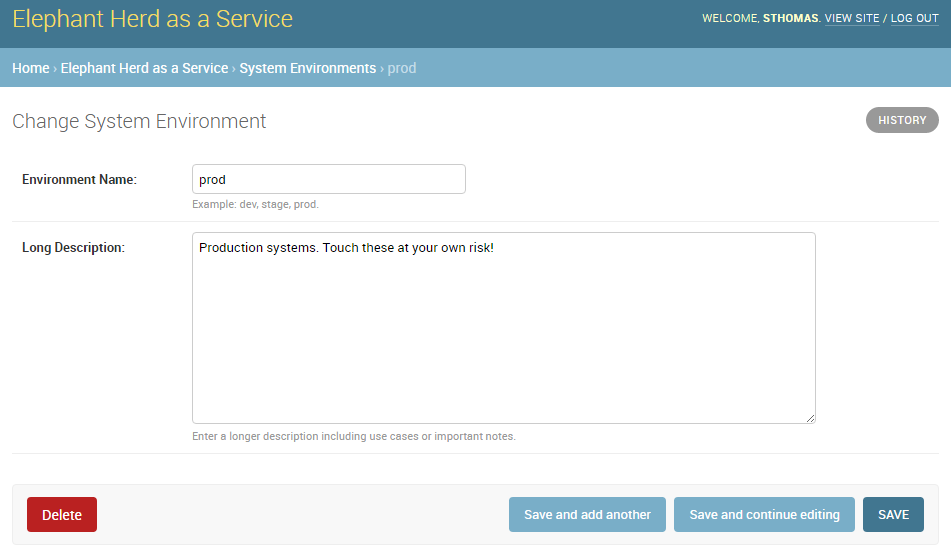 Elephant Herd as a Service
WELCOME, STHOMAS. VIEW SITE / LOG OUT
Home › Elephant Herd as a Service › System Environments › prod
Change System Environment
HISTORY
Environment Name:
prod
Example: dev, stage, prod.
Long Description:
Production systems. Touch these at your own risk!
Enter a longer description including use cases or important notes.
Delete
Save and add another
Save and continue editing
SAVE